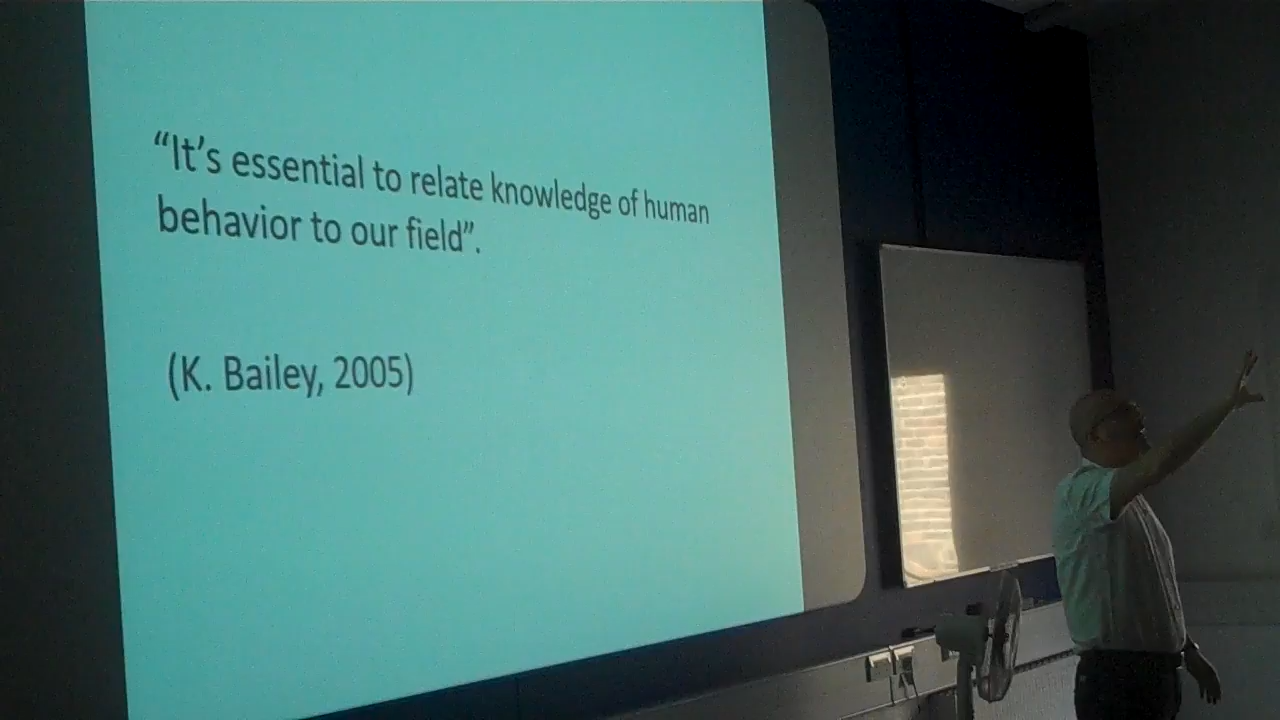 “It’s essential to relate knowledge of human
behavior to our field”.
(K. Bailey, 2005)